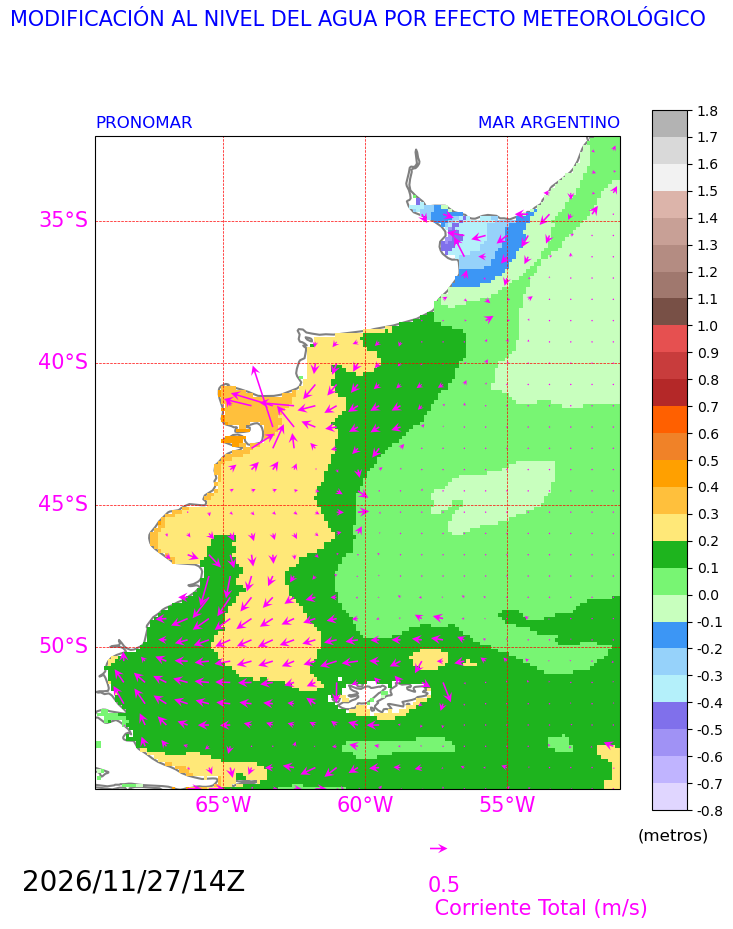 MODIFICACIÓN AL NIVEL DEL AGUA POR EFECTO METEOROLÓGICO
PRONOMAR MAR ARGENTINO
35°S
40°S
45°S
50°S
65°W 60°W 55°W
1.8
1.7
1.6
1.5
1.4
1.3
1.2
1.1
1.0
0.9
0.8
0.7
0.6
0.5
0.4
0.3
0.2
0.1
0.0
-0.1
-0.2
-0.3
-0.4
-0.5
-0.6
-0.7
-0.8
(metros)
2026/11/27/14Z
0.5
Corriente Total (m/s)